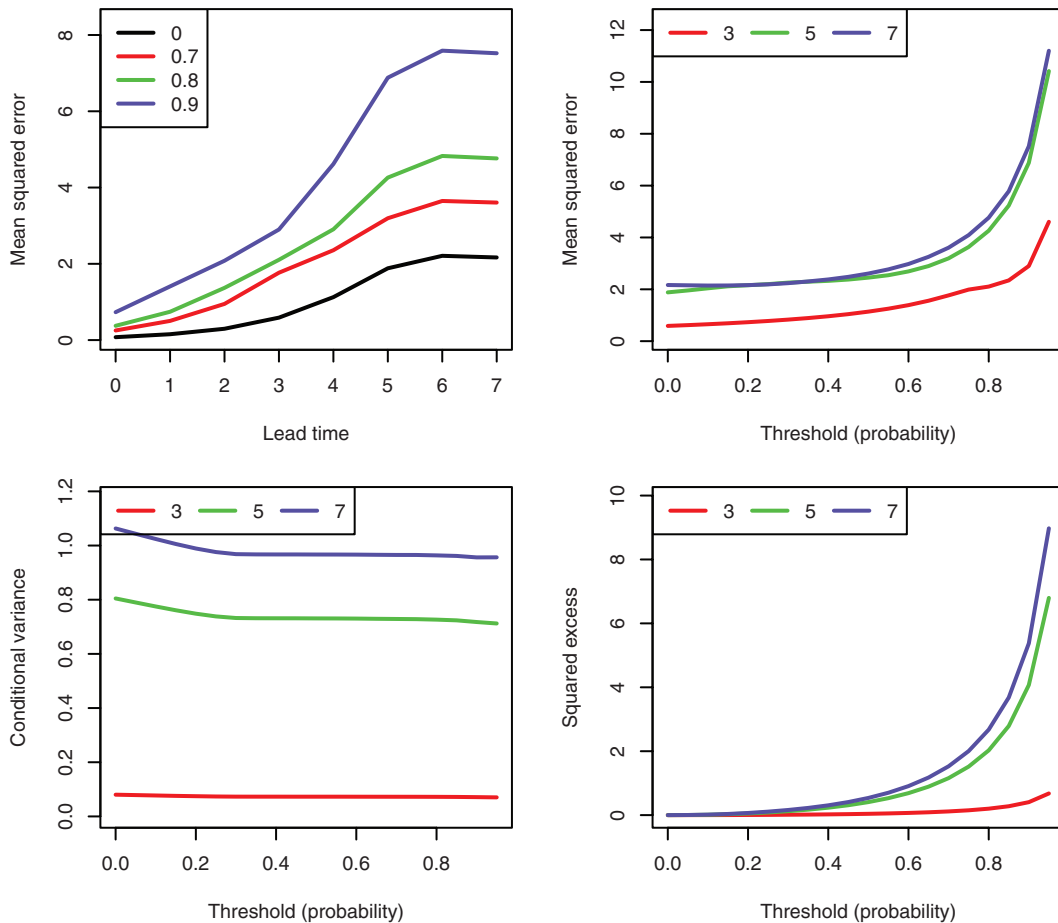 Mean squared error
8
6
4
2
0
0
0.7
0.8
0.9
0 1 2 3 4 5 6 7
Lead time
Mean squared error
12
10
8
6
4
2
0
3 5 7
0.0 0.2 0.4 0.6 0.8
Threshold (probability)
Conditional variance
1.2
1.0
0.8
0.6
0.4
0.2
0.0
3 5 7
0.0 0.2 0.4 0.6 0.8
Threshold (probability)
Squared excess
10
8
6
4
2
0
3 5 7
0.0 0.2 0.4 0.6 0.8
Threshold (probability)